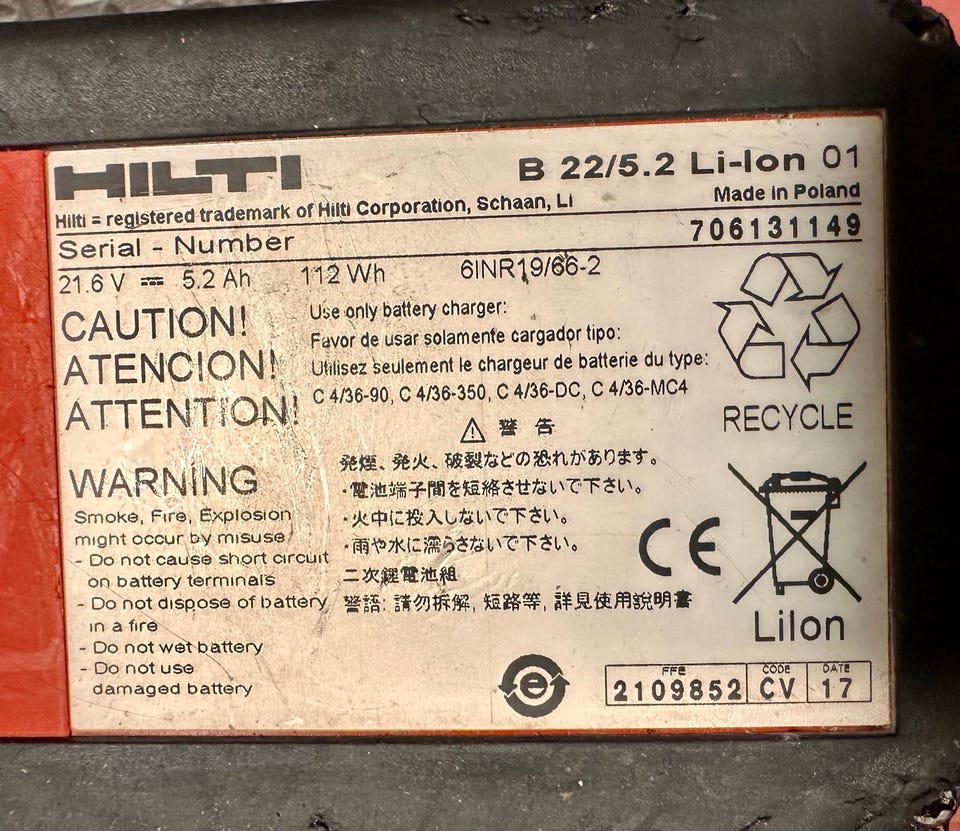 HILTI
B 22/5.2 Li-Ion 01
Hilti = registered trademark of Hilti Corporation, Schaan, Li
Made in Poland
Serial - Number
706131149
21.6 V ⎓ 5.2 Ah 112 Wh 6INR19/66-2
CAUTION!
ATENCION!
ATTENTION!
Use only battery charger:
Favor de usar solamente cargador tipo:
Utilizes seulement le chargeur de batterie du type:
C 4/36-90, C 4/36-350, C 4/36-DC, C 4/36-MC4
RECYCLE
WARNING
Smoke, Fire, Explosion
might occur by misuse
- Do not cause short circuit
on battery terminals
- Do not dispose of battery
in a fire
- Do not wet battery
- Do not use
damaged battery
⚠ 警告
発煙、発火、破裂などの恐れがあります。
・電池端子間を短絡させないで下さい。
・火中に投入しないで下さい。
・雨や水に濡らさないで下さい。
二次鋰電池組
警語: 請勿拆解, 短路等, 詳見使用說明書
CE
LiIon
e
FFE CODE DATE
2109852 CV 17